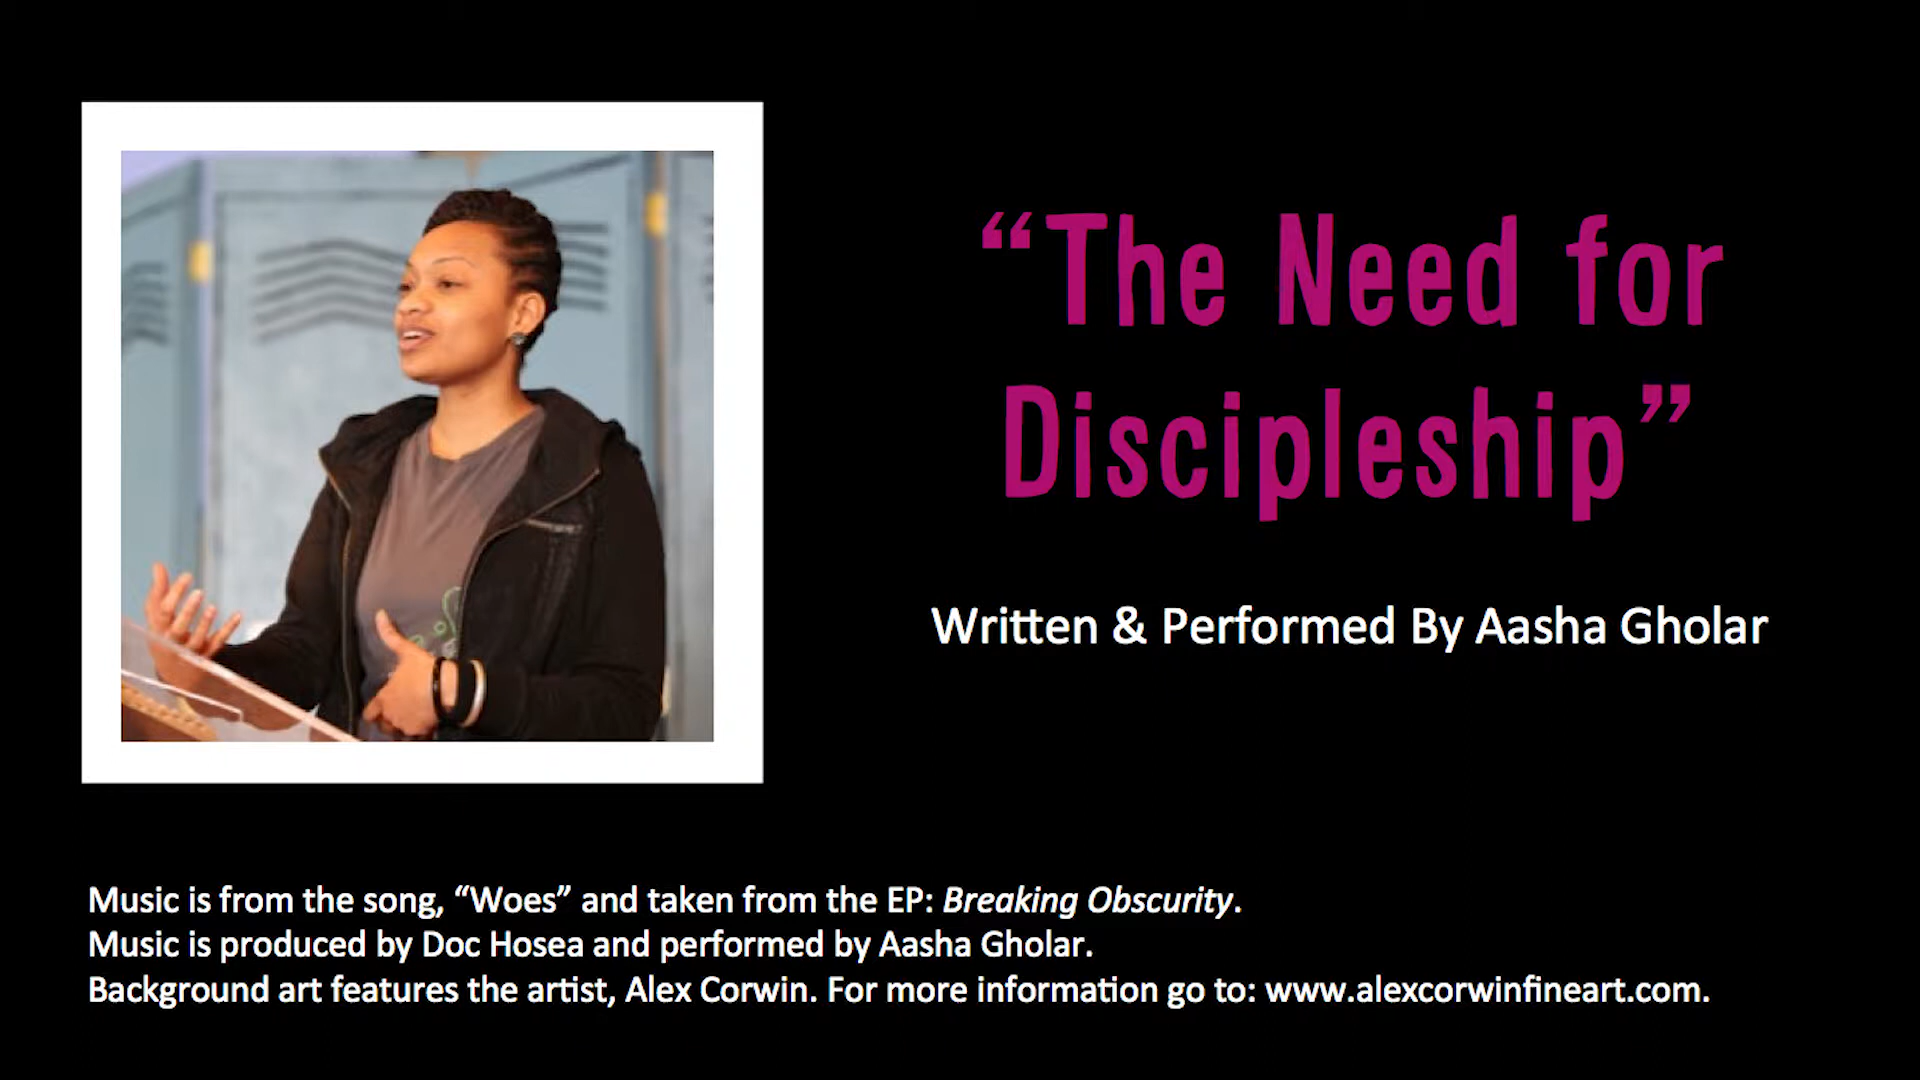 “The Need for
Discipleship”
Written & Performed By Aasha Gholar
Music is from the song, “Woes” and taken from the EP: Breaking Obscurity.
Music is produced by Doc Hosea and performed by Aasha Gholar.
Background art features the artist, Alex Corwin. For more information go to: www.alexcorwinfineart.com.